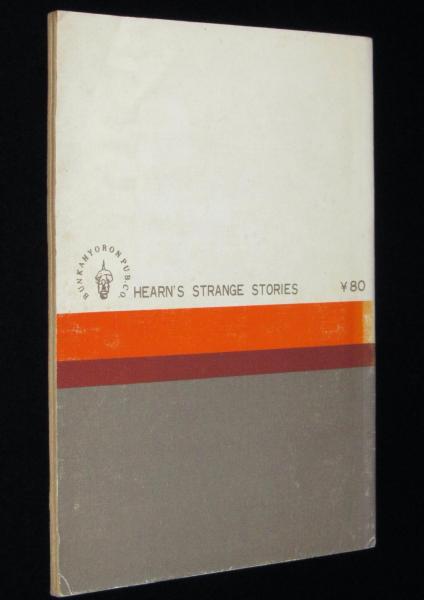 BUNKAHYORON PUB CO.
HEARN'S STRANGE STORIES ¥80